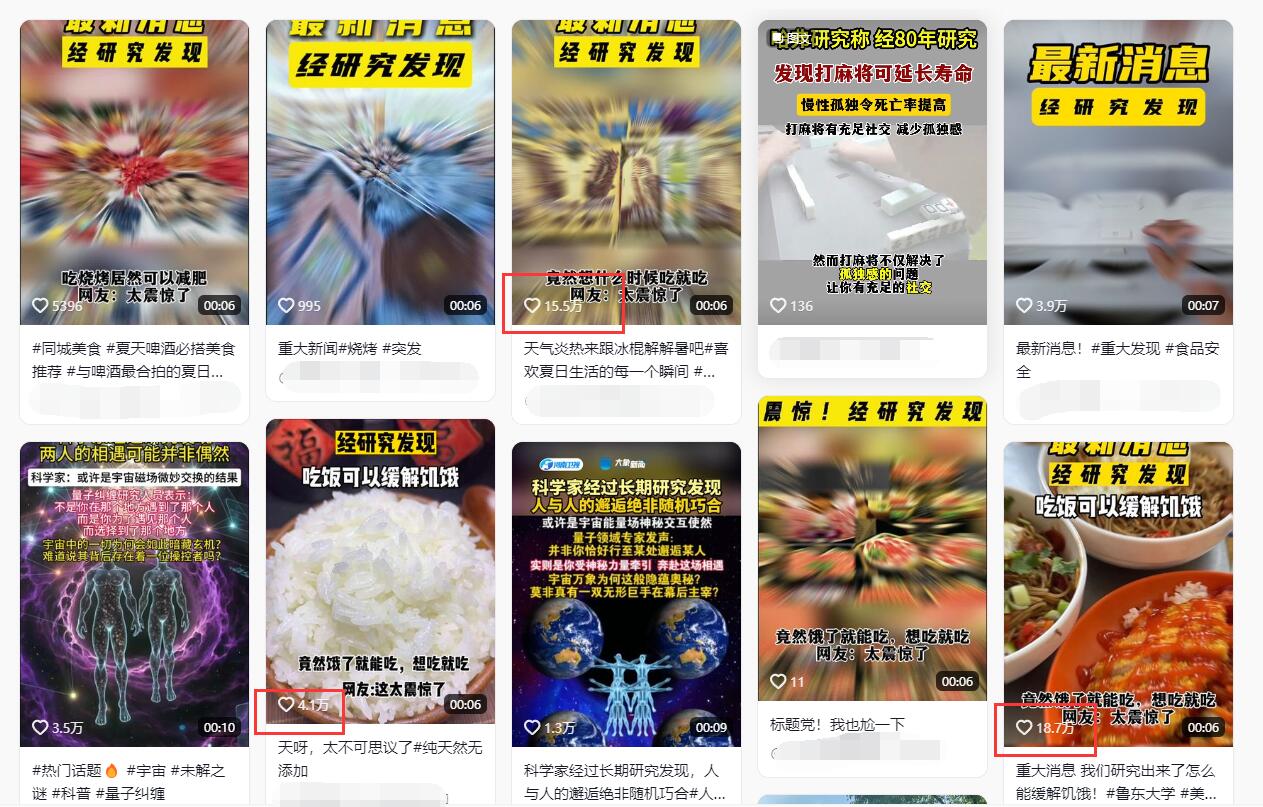 最新消息
经研究发现
吃烧烤居然可以减肥
网友：太震惊了
5396
00:06
#同城美食 #夏天啤酒必搭美食
推荐 #与啤酒最合拍的夏日...
最新消息
经研究发现
995
00:06
重大新闻#烧烤 #突发
最新消息
经研究发现
竟然想什么时候吃就吃
网友：太震惊了
15.5万
00:06
天气炎热来跟冰棍解解暑吧#喜
欢夏日生活的每一个瞬间 #...
图文
研究称 经80年研究
发现打麻将可延长寿命
慢性孤独令死亡率提高
打麻将有充足社交 减少孤独感
然而打麻将不仅解决了
孤独感的问题
让你有充足的社交
136
最新消息
经研究发现
3.9万
00:07
最新消息！#重大发现 #食品安
全
两人的相遇可能并非偶然
科学家：或许是宇宙磁场微妙交换的结果
量子纠缠研究人员表示：
不是你在那个地方遇到了那个人
而是你为了遇见那个人
而选择到了那个地方
宇宙中的一切为何会如此暗藏玄机？
难道说其背后存在着一位操控者吗？
3.5万
00:10
#热门话题🔥 #宇宙 #未解之
谜 #科普 #量子纠缠
福
经研究发现
吃饭可以缓解饥饿
竟然饿了就能吃，想吃就吃
网友:这太震惊了
4.1万
00:06
天呀，太不可思议了#纯天然无
添加
河南卫视
大象新闻
科学家经过长期研究发现
人与人的邂逅绝非随机巧合
或许是宇宙能量场神秘交互使然
量子领域专家发声：
并非你恰好行至某处邂逅某人
实则是你受神秘力量牵引 奔赴这场相遇
宇宙万象为何这般隐蕴奥秘？
莫非真有一双无形巨手在幕后主宰？
1.3万
00:09
科学家经过长期研究发现，人
与人的邂逅绝非随机巧合#人...
震惊！经研究发现
竟然饿了就能吃，想吃就吃
网友：太震惊了
11
00:06
标题党！我也尬一下
最新消息
经研究发现
吃饭可以缓解饥饿
竟然饿了就能吃，想吃就吃
网友：太震惊了
18.7万
00:06
重大消息 我们研究出来了怎么
能缓解饥饿！#鲁东大学 #美...